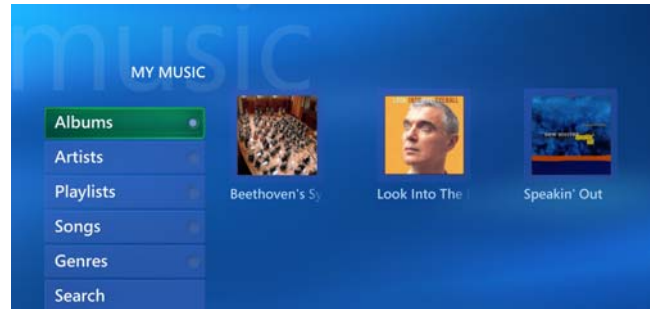 music
MY MUSIC
Albums
Artists
Playlists
Songs
Genres
Search
Beethoven's Sy
Look Into The
Speakin' Out